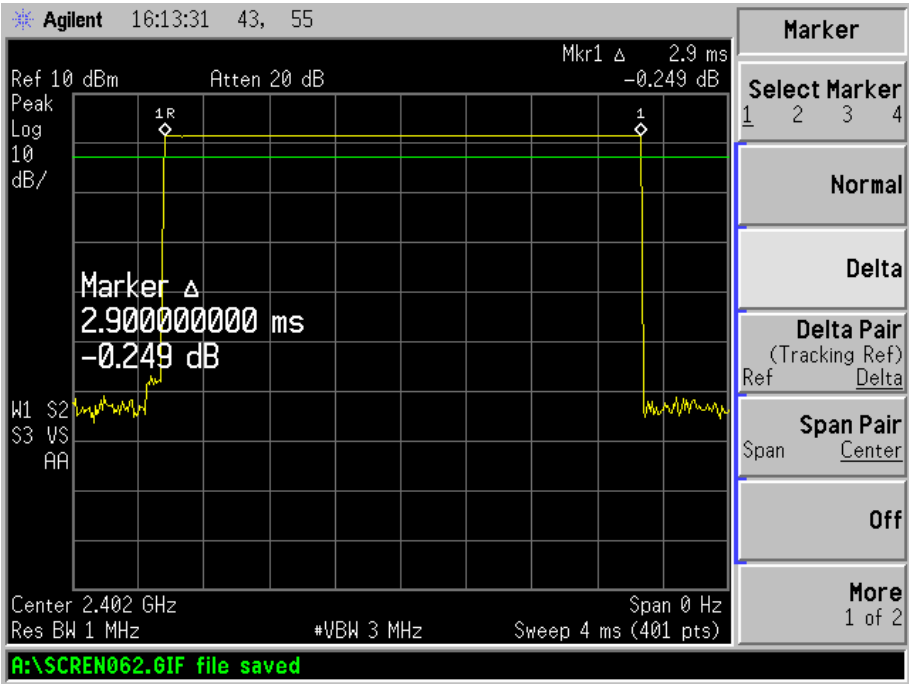 Agilent 16:13:31 43, 55
Mkr1 Δ 2.9 ms
Ref 10 dBm Atten 20 dB -0.249 dB
Peak
Log
10
dB/
1R
1
Marker Δ
2.900000000 ms
-0.249 dB
W1 S2
S3 VS
AA
Center 2.402 GHz Span 0 Hz
Res BW 1 MHz #VBW 3 MHz Sweep 4 ms (401 pts)
A:\SCREN062.GIF file saved
Marker
Select Marker
1 2 3 4
Normal
Delta
Delta Pair
(Tracking Ref)
Ref Delta
Span Pair
Span Center
Off
More
1 of 2